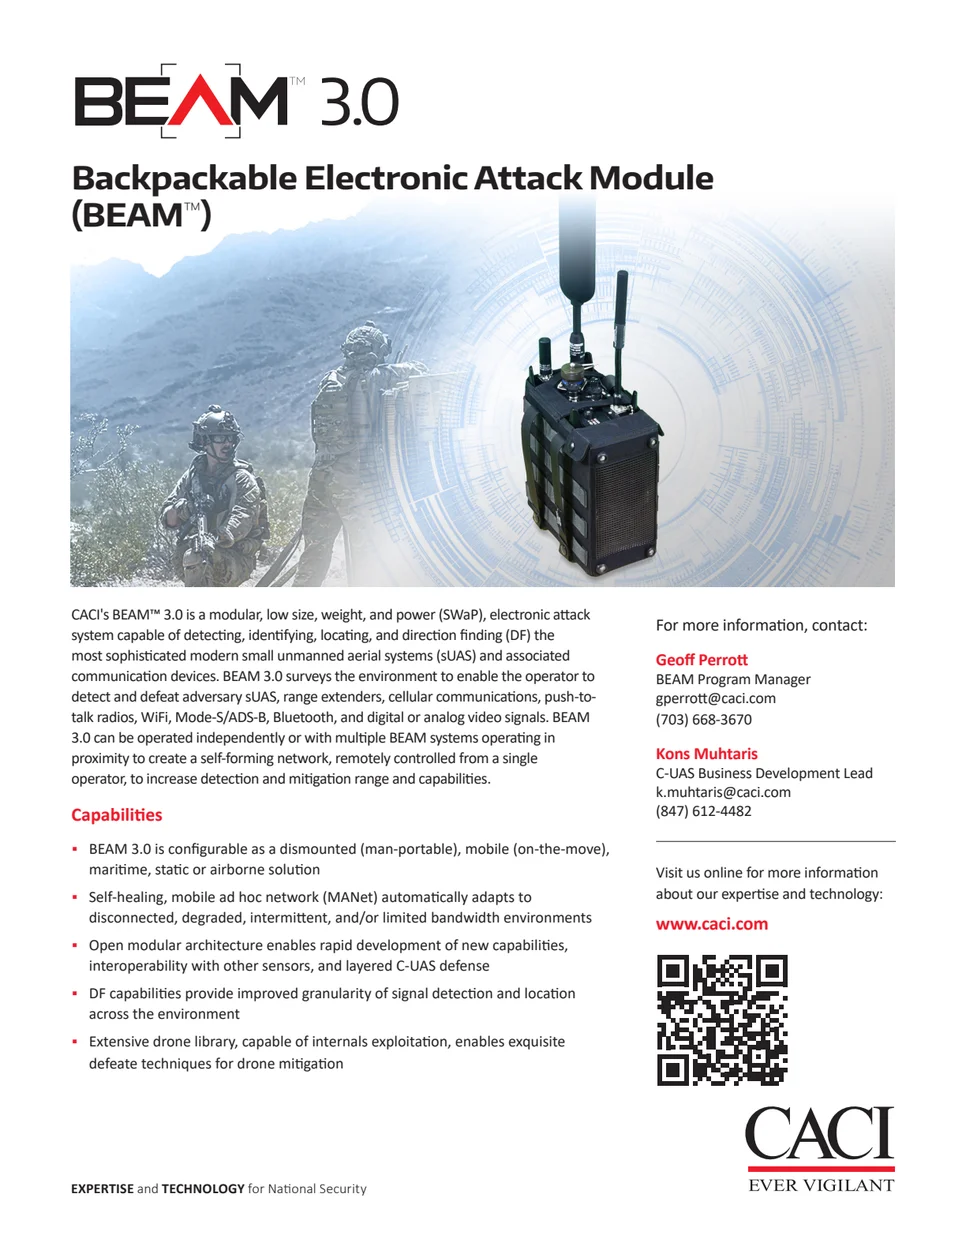 BEAM™ 3.0
Backpackable Electronic Attack Module
(BEAM™)
CACI's BEAM™ 3.0 is a modular, low size, weight, and power (SWaP), electronic attack
system capable of detecting, identifying, locating, and direction finding (DF) the
most sophisticated modern small unmanned aerial systems (sUAS) and associated
communication devices. BEAM 3.0 surveys the environment to enable the operator to
detect and defeat adversary sUAS, range extenders, cellular communications, push-to-
talk radios, WiFi, Mode-S/ADS-B, Bluetooth, and digital or analog video signals. BEAM
3.0 can be operated independently or with multiple BEAM systems operating in
proximity to create a self-forming network, remotely controlled from a single
operator, to increase detection and mitigation range and capabilities.
Capabilities
▪ BEAM 3.0 is configurable as a dismounted (man-portable), mobile (on-the-move),
maritime, static or airborne solution
▪ Self-healing, mobile ad hoc network (MANet) automatically adapts to
disconnected, degraded, intermittent, and/or limited bandwidth environments
▪ Open modular architecture enables rapid development of new capabilities,
interoperability with other sensors, and layered C-UAS defense
▪ DF capabilities provide improved granularity of signal detection and location
across the environment
▪ Extensive drone library, capable of internals exploitation, enables exquisite
defeate techniques for drone mitigation
For more information, contact:
Geoff Perrott
BEAM Program Manager
gperrott@caci.com
(703) 668-3670
Kons Muhtaris
C-UAS Business Development Lead
k.muhtaris@caci.com
(847) 612-4482
Visit us online for more information
about our expertise and technology:
www.caci.com
CACI
EVER VIGILANT
EXPERTISE and TECHNOLOGY for National Security